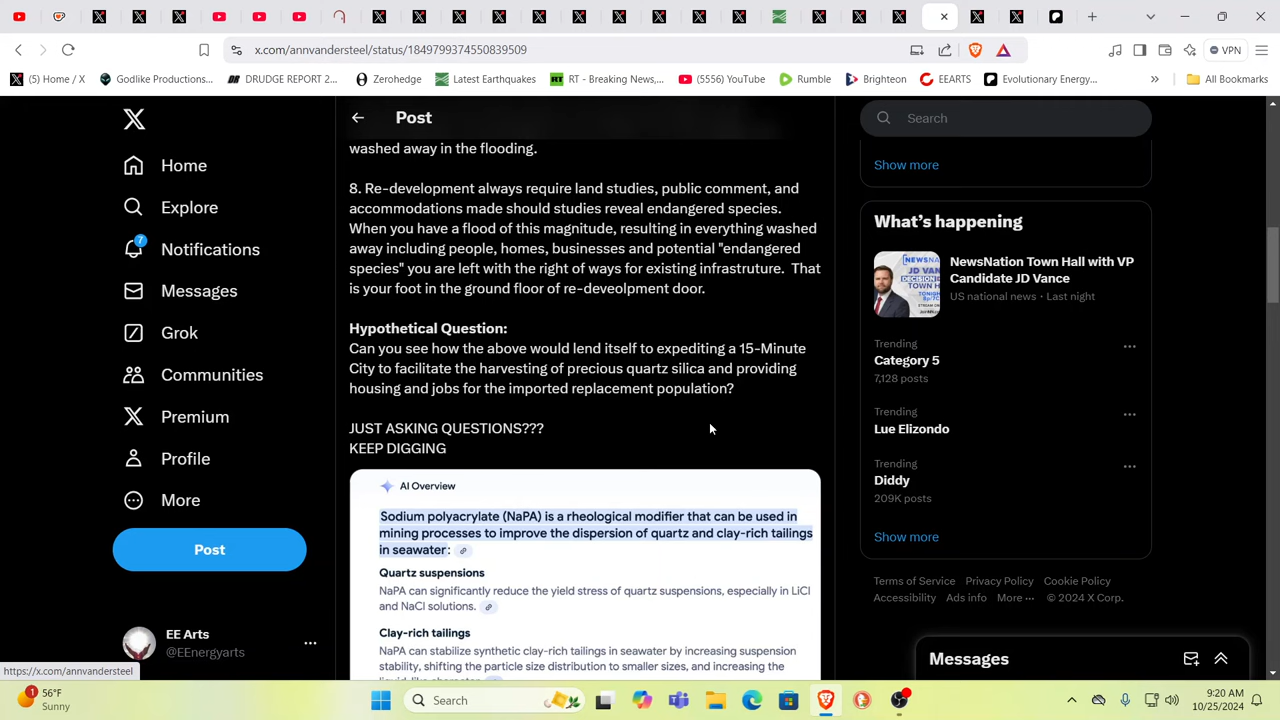 x.com/annvandersteel/status/1849799374550839509
VPN
(5) Home / X
Godlike Productions...
DRUDGE REPORT 2...
Zerohedge
Latest Earthquakes
RT - Breaking News,...
(5555) YouTube
Rumble
Brighteon
EEARTS
Evolutionary Energy...
All Bookmarks
Home
Explore
7
Notifications
Messages
Grok
Communities
Premium
Profile
More
Post
EE Arts
@EEnergyarts
https://x.com/annvandersteel
Post
washed away in the flooding.
8. Re-development always require land studies, public comment, and
accommodations made should studies reveal endangered species.
When you have a flood of this magnitude, resulting in everything washed
away including people, homes, businesses and potential "endangered
species" you are left with the right of ways for existing infrastruture. That
is your foot in the ground floor of re-deveolpment door.
Hypothetical Question:
Can you see how the above would lend itself to expediting a 15-Minute
City to facilitate the harvesting of precious quartz silica and providing
housing and jobs for the imported replacement population?
JUST ASKING QUESTIONS???
KEEP DIGGING
AI Overview
Sodium polyacrylate (NaPA) is a rheological modifier that can be used in
mining processes to improve the dispersion of quartz and clay-rich tailings
in seawater:
Quartz suspensions
NaPA can significantly reduce the yield stress of quartz suspensions, especially in LiCl
and NaCl solutions.
Clay-rich tailings
NaPA can stabilize synthetic clay-rich tailings in seawater by increasing suspension
stability, shifting the particle size distribution to smaller sizes, and increasing the
Search
Show more
What's happening
NewsNation Town Hall with VP
Candidate JD Vance
US national news · Last night
Trending
Category 5
7,128 posts
Trending
Lue Elizondo
Trending
Diddy
209K posts
Show more
Terms of Service Privacy Policy Cookie Policy
Accessibility Ads info More ··· © 2024 X Corp.
Messages
1
56°F
Sunny
Search
9:20 AM
10/25/2024